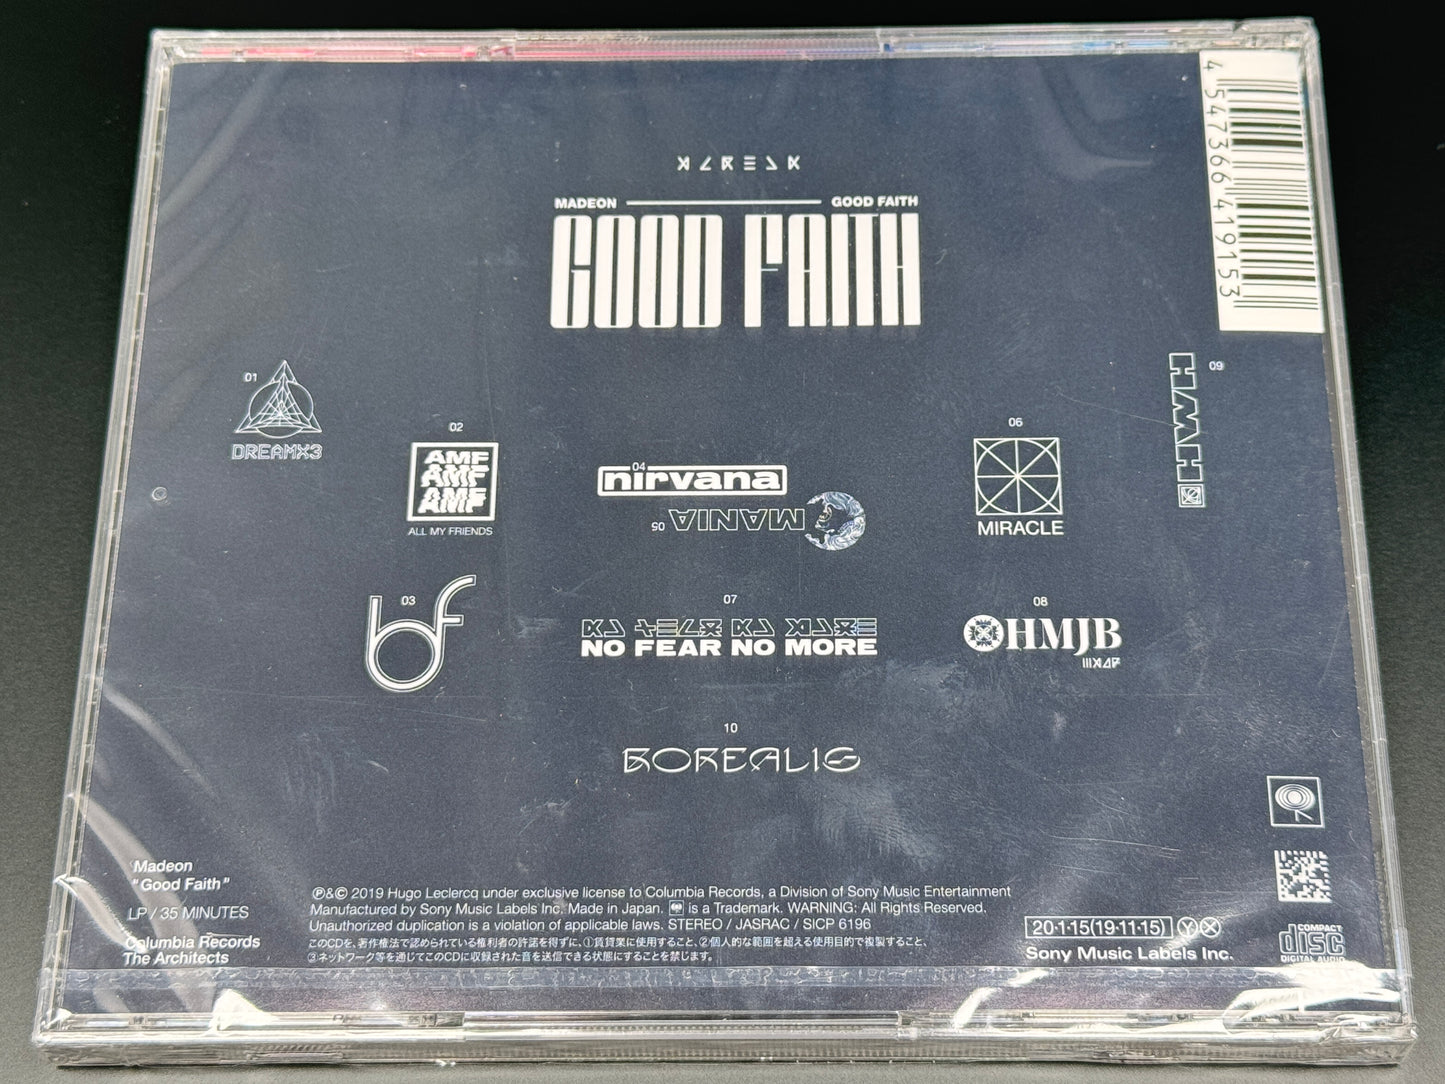 MADEON GOOD FAITH
GOOD FAITH
4 547366 419153
01
DREAMX3
02
AMF
AMF
AMF
AMF
ALL MY FRIENDS
03
bf
04
nirvana
05
MANIA
06
MIRACLE
07
NO FEAR NO MORE
08
HMJB
09
10
BOREALIS
Madeon
"Good Faith"
LP / 35 MINUTES
Columbia Records
The Architects
℗&© 2019 Hugo Leclercq under exclusive license to Columbia Records, a Division of Sony Music Entertainment
Manufactured by Sony Music Labels Inc. Made in Japan. is a Trademark. WARNING: All Rights Reserved.
Unauthorized duplication is a violation of applicable laws. STEREO / JASRAC / SICP 6196
このCDを、著作権法で認められている権利者の許諾を得ずに、①賃貸業に使用すること、②個人的な範囲を超える使用目的で複製すること、
③ネットワーク等を通じてこのCDに収録された音を送信できる状態にすることを禁じます。
20・1・15(19・11・15) Ⓨ Ⓧ
Sony Music Labels Inc.
COMPACT
disc
DIGITAL AUDIO